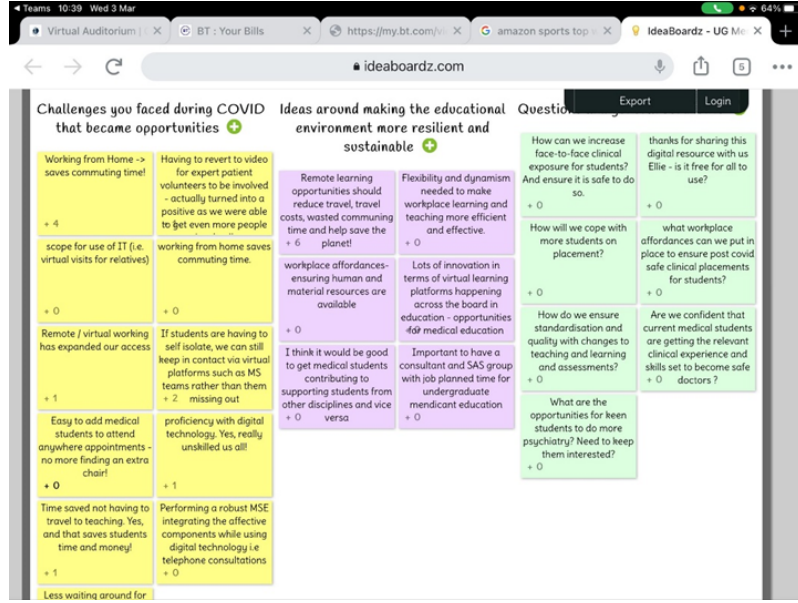 Teams 10:39 Wed 3 Mar
64%
Virtual Auditorium |
BT : Your Bills
https://my.bt.com/vi
amazon sports top
IdeaBoardz - UG Me
ideaboardz.com
5
Export
Login
Challenges you faced during COVID
that became opportunities
Working from Home ->
saves commuting time!
+ 4
Having to revert to video
for expert patient
volunteers to be involved
- actually turned into a
positive as we were able
to get even more people
scope for use of IT (i.e.
virtual visits for relatives)
+ 0
working from home saves
commuting time.
+ 0
Remote / virtual working
has expanded our access
+ 1
If students are having to
self isolate, we can still
keep in contact via virtual
platforms such as MS
teams rather than them
+ 2 missing out
Easy to add medical
students to attend
anywhere appointments -
no more finding an extra
chair!
+ 0
proficiency with digital
technology. Yes, really
unskilled us all!
+ 1
Time saved not having to
travel to teaching. Yes,
and that saves students
time and money!
+ 1
Performing a robust MSE
integrating the affective
components while using
digital technology i.e
telephone consultations
+ 0
Less waiting around for
Ideas around making the educational
environment more resilient and
sustainable
Remote learning
opportunities should
reduce travel, travel
costs, wasted communing
time and help save the
+ 6 planet!
Flexibility and dynamism
needed to make
workplace learning and
teaching more efficient
and effective.
+ 0
workplace affordances-
ensuring human and
material resources are
available
+ 0
Lots of innovation in
terms of virtual learning
platforms happening
across the board in
education - opportunities
for medical education
I think it would be good
to get medical students
contributing to
supporting students from
other disciplines and vice
+ 0 versa
Important to have a
consultant and SAS group
with job planned time for
undergraduate
mendicant education
+ 0
How can we increase
face-to-face clinical
exposure for students?
And ensure it is safe to do
so.
+ 0
thanks for sharing this
digital resource with us
Ellie - is it free for all to
use?
+ 0
How will we cope with
more students on
placement?
+ 0
what workplace
affordances can we put in
place to ensure post covid
safe clinical placements
for students?
+ 0
How do we ensure
standardisation and
quality with changes to
teaching and learning
and assessments?
+ 0
Are we confident that
current medical students
are getting the relevant
clinical experience and
skills set to become safe
+ 0 doctors ?
What are the
opportunities for keen
students to do more
psychiatry? Need to keep
them interested?
+ 0